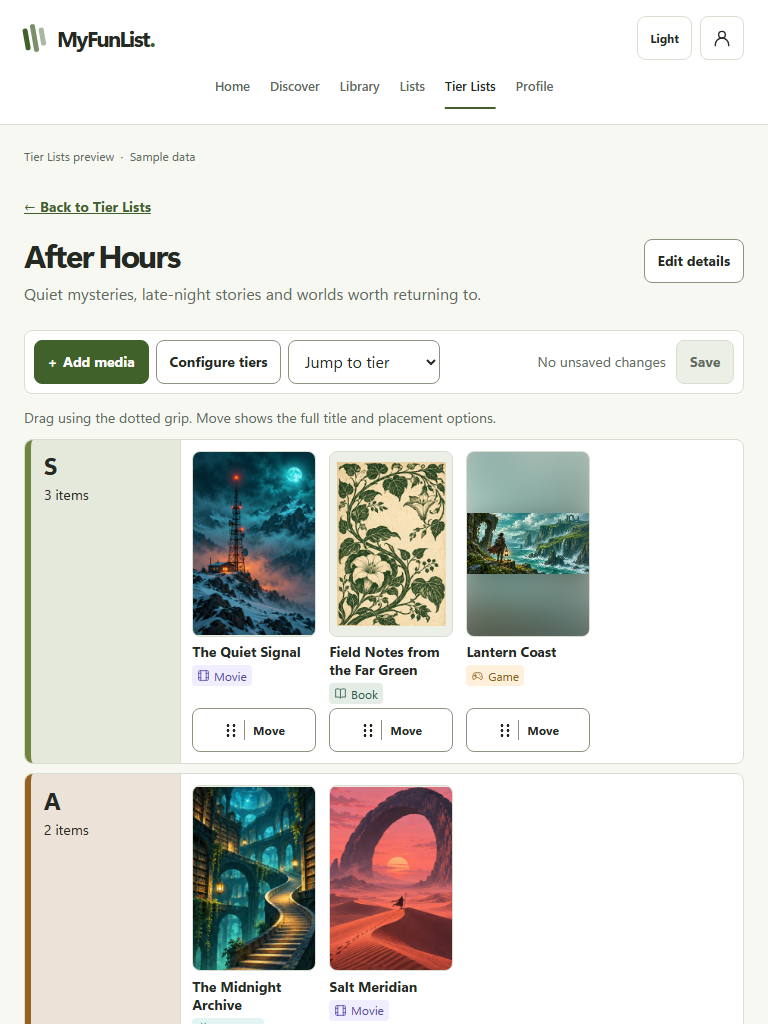 MyFunList.
Light
Home Discover Library Lists Tier Lists Profile
Tier Lists preview · Sample data
← Back to Tier Lists
After Hours
Edit details
Quiet mysteries, late-night stories and worlds worth returning to.
+ Add media Configure tiers Jump to tier No unsaved changes Save
Drag using the dotted grip. Move shows the full title and placement options.
S
3 items
The Quiet Signal
Movie
Move
Field Notes from
the Far Green
Book
Move
Lantern Coast
Game
Move
A
2 items
The Midnight
Archive
Salt Meridian
Movie